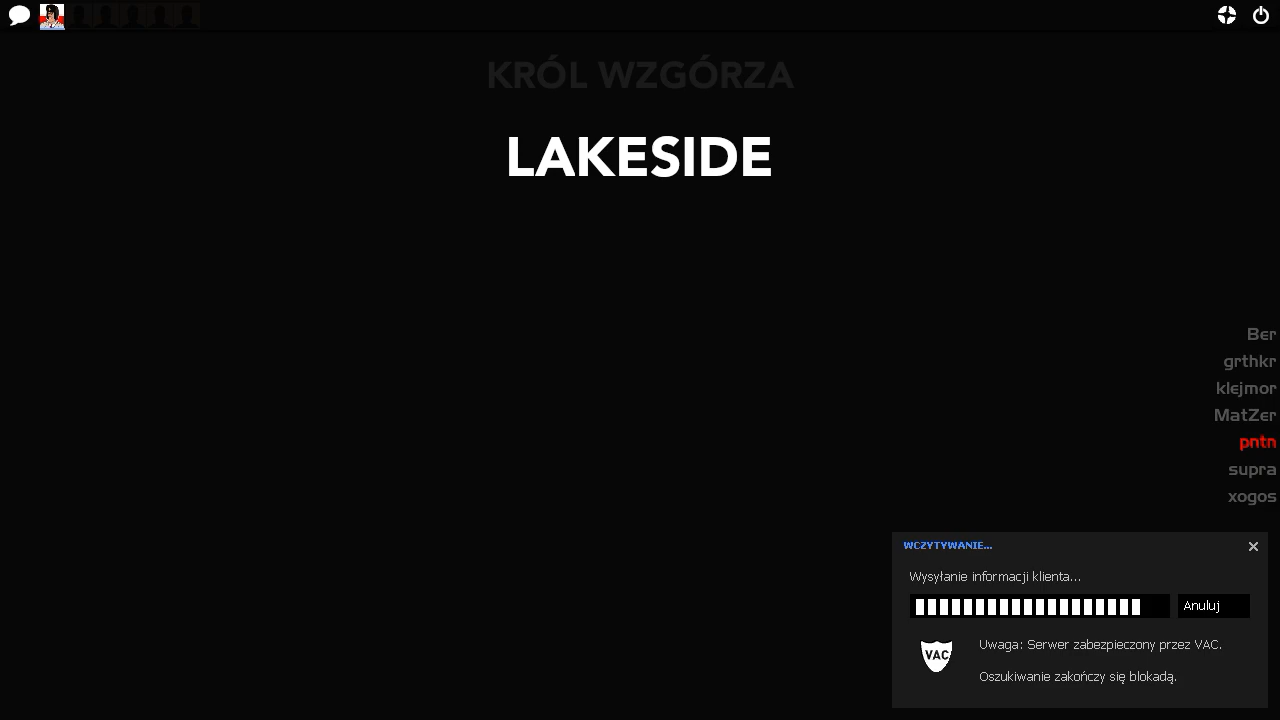 KRÓL WZGÓRZA
LAKESIDE
Ber
grthkr
klejmor
MatZer
pntn
supra
xogos
WCZYTYWANIE...
Wysyłanie informacji klienta...
Anuluj
VAC
Uwaga: Serwer zabezpieczony przez VAC.
Oszukiwanie zakończy się blokadą.